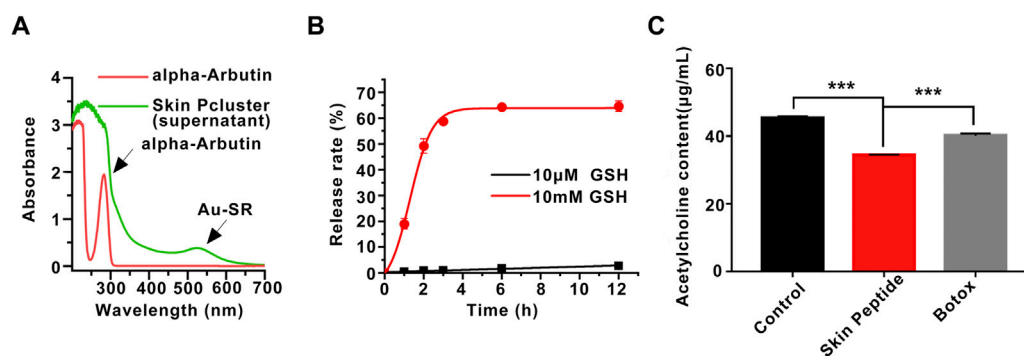 A
alpha-Arbutin
Skin Pcluster
(supernatant)
alpha-Arbutin
Au-SR
Absorbance
4
3
2
1
0
300 400 500 600 700
Wavelength (nm)
B
Release rate (%)
70
60
50
40
30
20
10
0
10μM GSH
10mM GSH
0 2 4 6 8 10 12
Time (h)
C
Acetylcholine content(μg/mL)
60
40
20
0
*** ***
Control
Skin Peptide
Botox